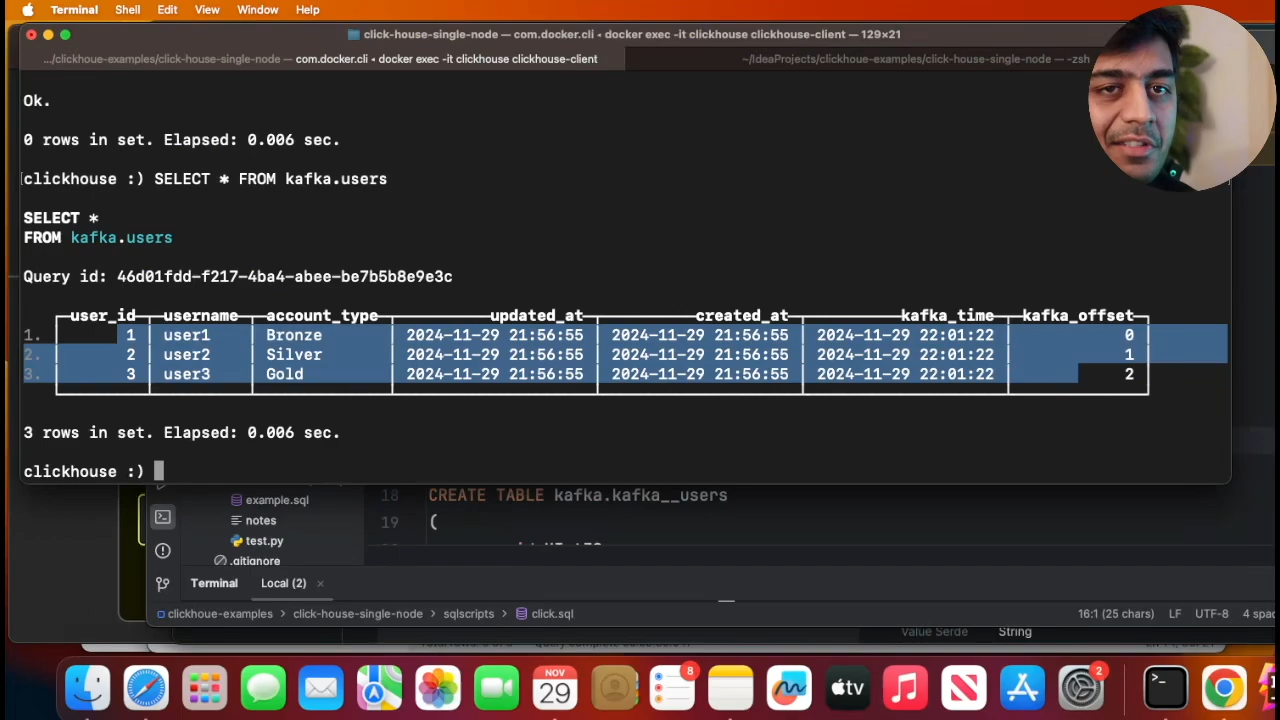 Terminal Shell Edit View Window Help
click-house-single-node — com.docker.cli ◂ docker exec -it clickhouse clickhouse-client — 129×21
.../clickhoue-examples/click-house-single-node — com.docker.cli ◂ docker exec -it clickhouse clickhouse-client
~/IdeaProjects/clickhoue-examples/click-house-single-node — -zsh
Ok.
0 rows in set. Elapsed: 0.006 sec.
clickhouse :) SELECT * FROM kafka.users
SELECT *
FROM kafka.users
Query id: 46d01fdd-f217-4ba4-abee-be7b5b8e9e3c
user_id username account_type updated_at created_at kafka_time kafka_offset
1. 1 user1 Bronze 2024-11-29 21:56:55 2024-11-29 21:56:55 2024-11-29 22:01:22 0
2. 2 user2 Silver 2024-11-29 21:56:55 2024-11-29 21:56:55 2024-11-29 22:01:22 1
3. 3 user3 Gold 2024-11-29 21:56:55 2024-11-29 21:56:55 2024-11-29 22:01:22 2
3 rows in set. Elapsed: 0.006 sec.
clickhouse :)
example.sql
notes
test.py
.gitignore
18 CREATE TABLE kafka.kafka__users
19 (
Terminal Local (2) ×
clickhoue-examples > click-house-single-node > sqlscripts > click.sql
16:1 (25 chars) LF UTF-8 4 spac
Value Serde String
NOV
29
8
tv
2